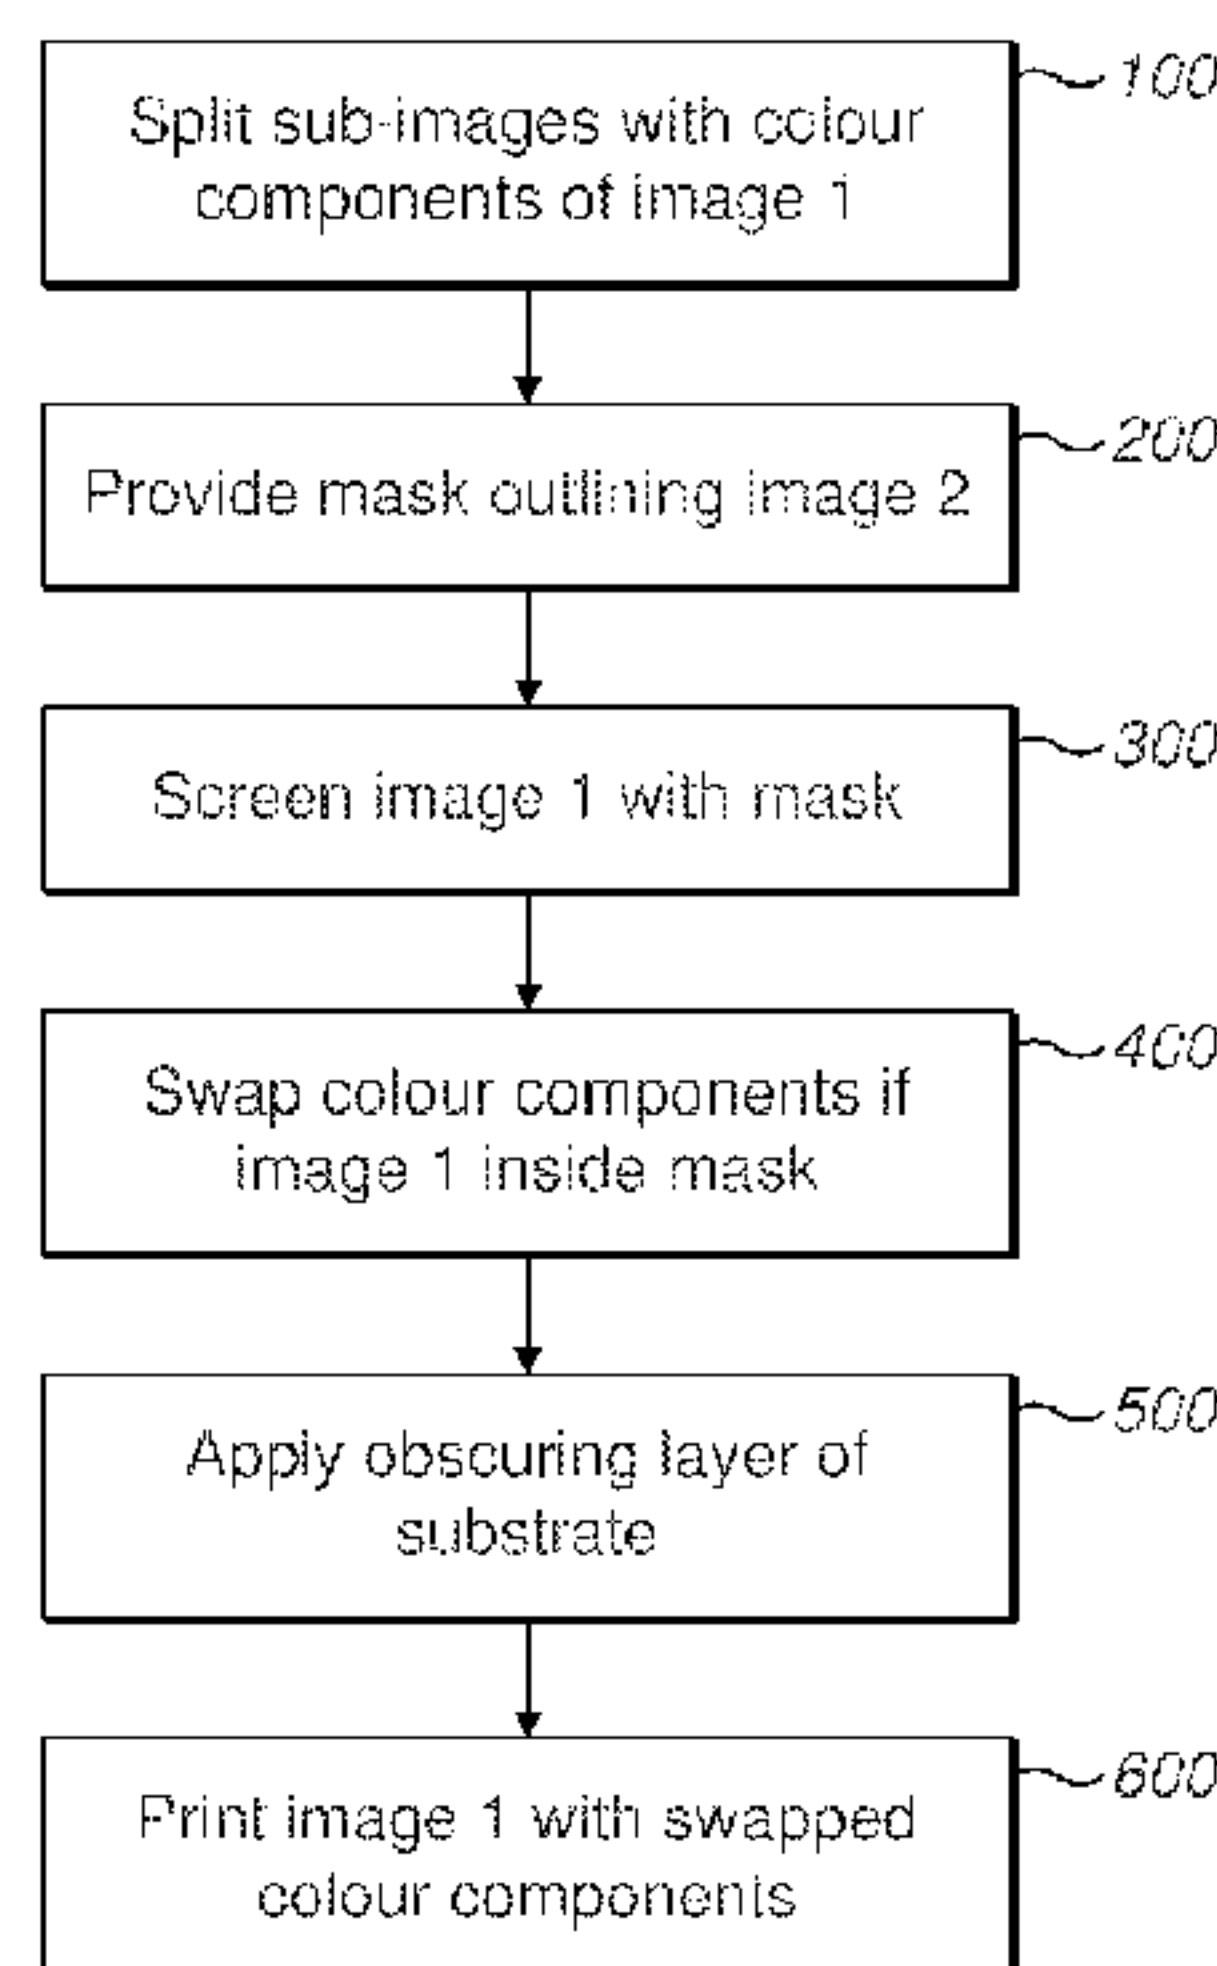 Split sub-images with colour
components of image 1
100
Provide mask outlining image 2
200
Screen image 1 with mask
300
Swap colour components if
image 1 inside mask
400
Apply obscuring layer of
substrate
500
Print image 1 with swapped
colour components
600